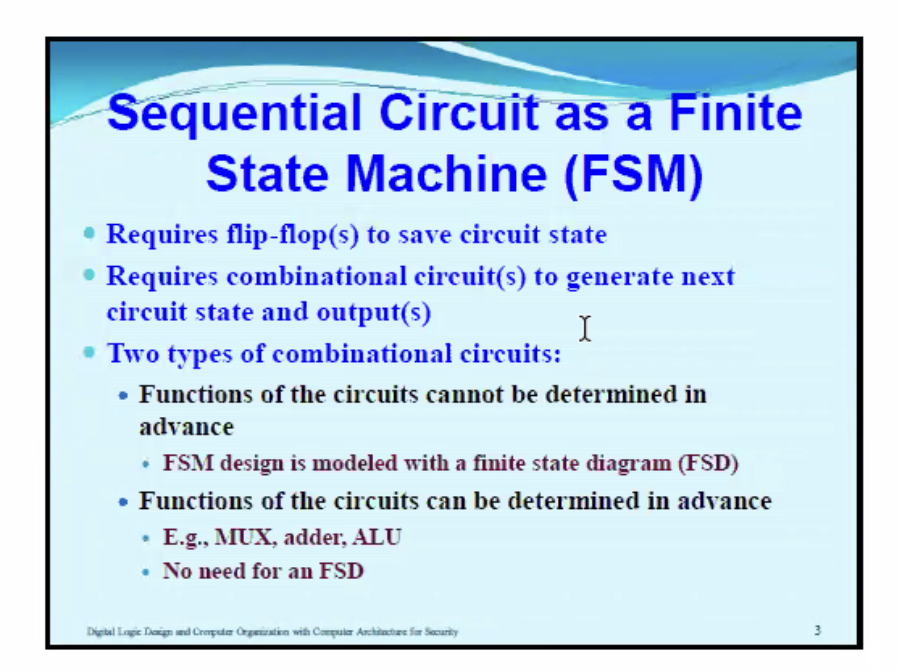 Sequential Circuit as a Finite
State Machine (FSM)
Requires flip-flop(s) to save circuit state
Requires combinational circuit(s) to generate next
circuit state and output(s)
Two types of combinational circuits:
Functions of the circuits cannot be determined in
advance
FSM design is modeled with a finite state diagram (FSD)
Functions of the circuits can be determined in advance
E.g., MUX, adder, ALU
No need for an FSD
Digital Logic Design and Computer Organization with Computer Architecture for Security
3